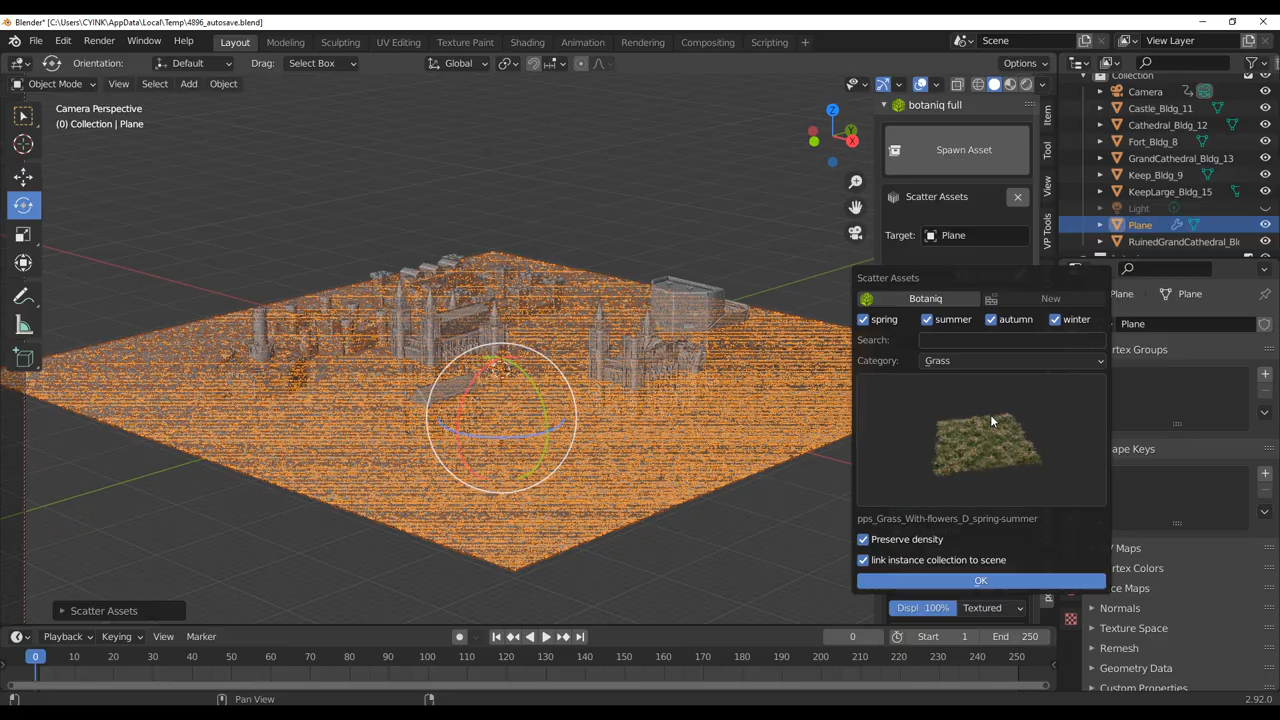 Blender* [C:\Users\CYINK\AppData\Local\Temp\4896_autosave.blend]
File Edit Render Window Help
Layout Modeling Sculpting UV Editing Texture Paint Shading Animation Rendering Compositing Scripting
Scene
View Layer
Orientation: Default Drag: Select Box
Global
Options
Object Mode View Select Add Object
Camera Perspective
(0) Collection | Plane
Z
Y
X
botaniq full
Spawn Asset
Scatter Assets
Target: Plane
Item
Tool
View
VP Tools
Collection
Camera
Castle_Bldg_11
Cathedral_Bldg_12
Fort_Bldg_8
GrandCathedral_Bldg_13
Keep_Bldg_9
KeepLarge_Bldg_15
Light
Plane
RuinedGrandCathedral_Bl
Plane Plane
Plane
ertex Groups
ape Keys
V Maps
ertex Colors
ce Maps
Normals
Texture Space
Remesh
Geometry Data
Custom Properties
Scatter Assets
Botaniq New
spring summer autumn winter
Search:
Category: Grass
pps_Grass_With-flowers_D_spring-summer
Preserve density
link instance collection to scene
OK
Displ 100% Textured
Scatter Assets
Playback Keying View Marker
0 Start 1 End 250
0 10 20 30 40 50 60 70 80 90 100 110 120 130 140 150 160 170 180 190 200 210 220 230 240 250
Pan View
2.92.0